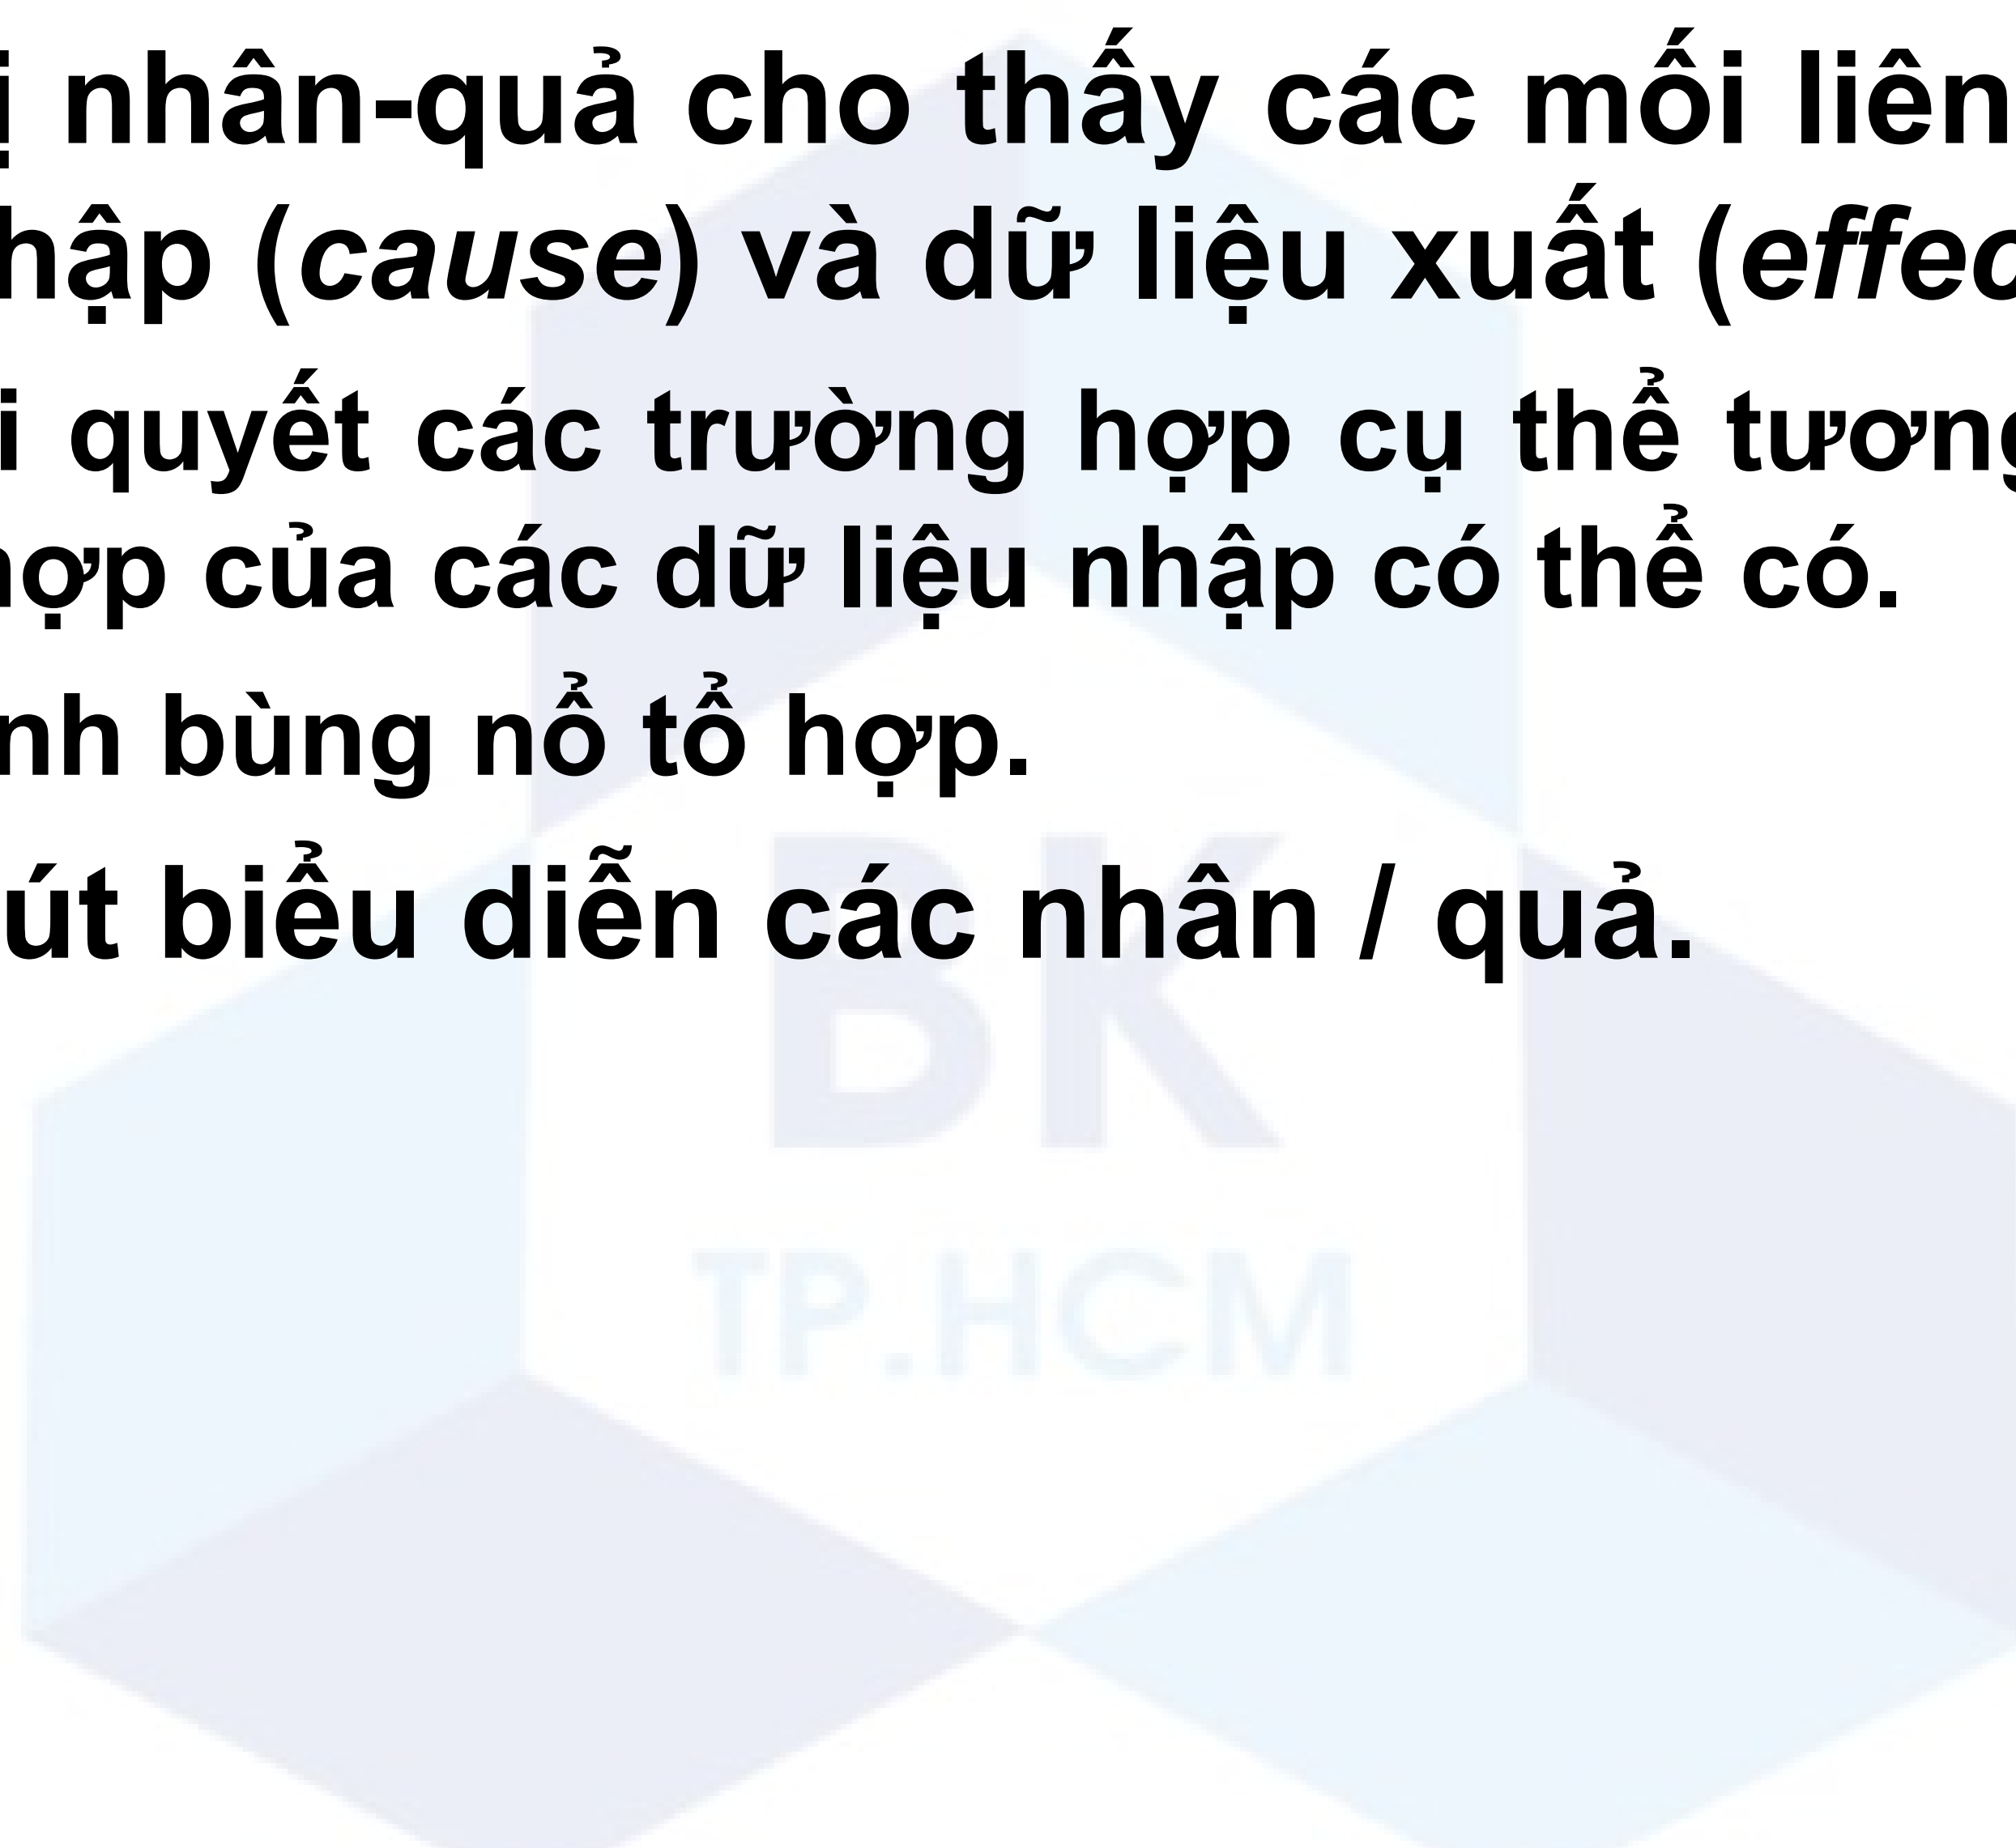 ị nhân-quả cho thấy các mối liên
hập (cause) và dữ liệu xuất (effec
i quyết các trường hợp cụ thể tương
hợp của các dữ liệu nhập có thể có.
nh bùng nổ tổ hợp.
út biểu diễn các nhân / quả.
BK
TP.HCM